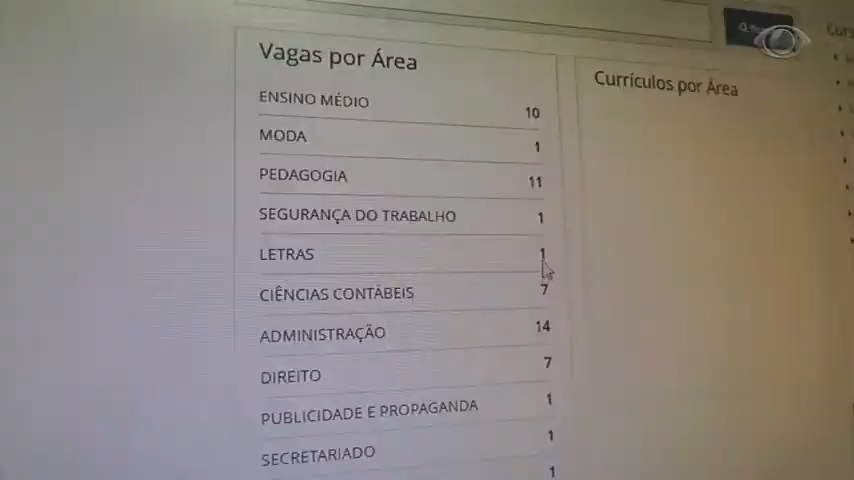 Vagas por Área
ENSINO MÉDIO 10
MODA 1
PEDAGOGIA 11
SEGURANÇA DO TRABALHO 1
LETRAS 1
CIÊNCIAS CONTÁBEIS 7
ADMINISTRAÇÃO 14
DIREITO 7
PUBLICIDADE E PROPAGANDA 1
SECRETARIADO 1
1
Currículos por Área